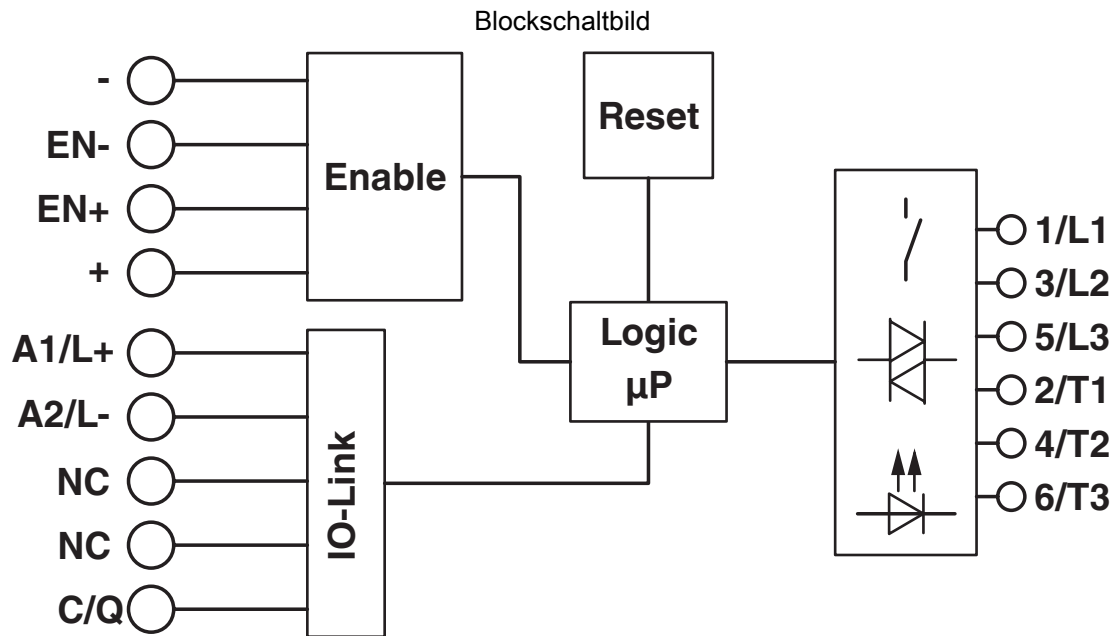 Blockschaltbild
-
EN-
EN+
+
Enable
Reset
A1/L+
A2/L-
NC
NC
C/Q
IO-Link
Logic
µP
1/L1
3/L2
5/L3
2/T1
4/T2
6/T3